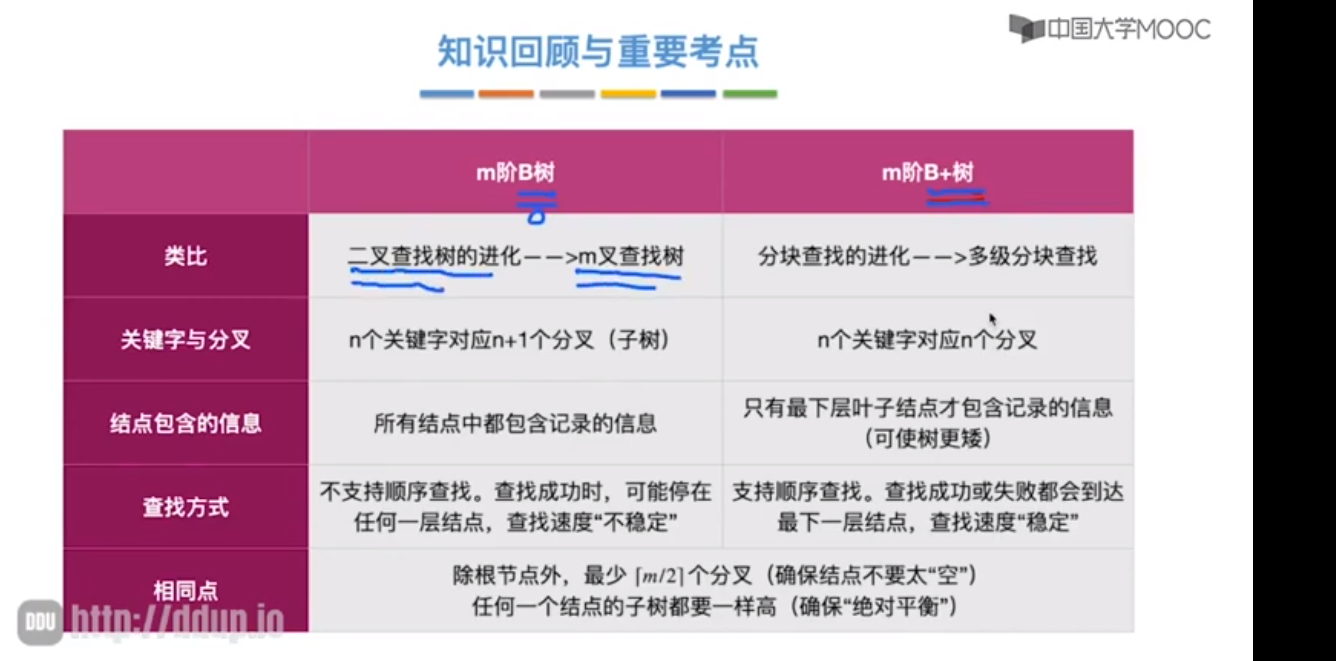 中国大学MOOC
知识回顾与重要考点
m阶B树
m阶B+树
类比
二叉查找树的进化——>m叉查找树
分块查找的进化——>多级分块查找
关键字与分叉
n个关键字对应n+1个分叉（子树）
n个关键字对应n个分叉
结点包含的信息
所有结点中都包含记录的信息
只有最下层叶子结点才包含记录的信息
（可使树更矮）
查找方式
不支持顺序查找。查找成功时，可能停在
任何一层结点，查找速度“不稳定”
支持顺序查找。查找成功或失败都会到达
最下一层结点，查找速度“稳定”
相同点
除根节点外，最少 ⌈m/2⌉ 个分叉（确保结点不要太“空”）
任何一个结点的子树都要一样高（确保“绝对平衡”）
DDU http://ddup.io